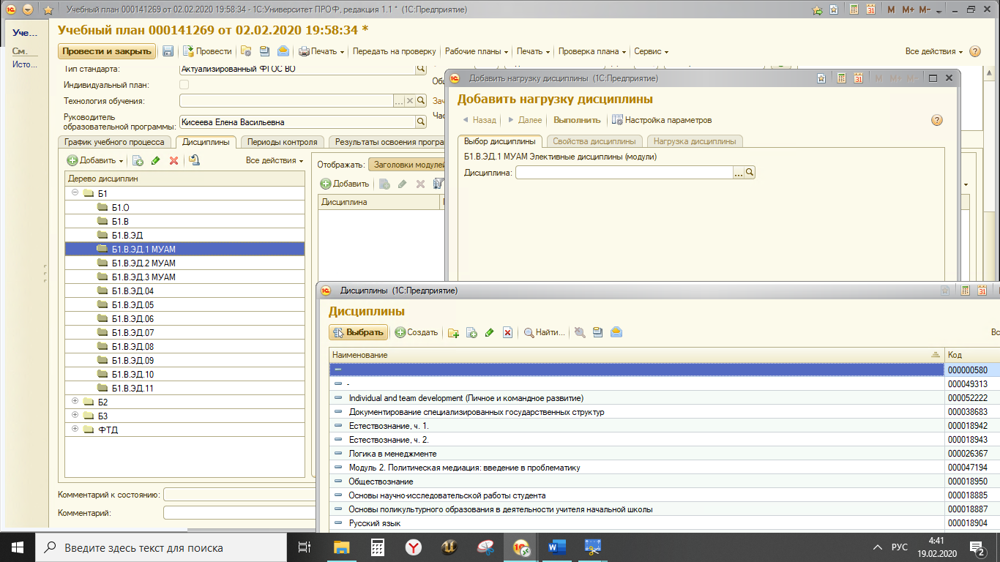 Учебный план 000141269 от 02.02.2020 19:58:34 - 1С:Университет ПРОФ, редакция 1.1 * (1С:Предприятие)
M M+ M-
Уче...
См.
Исто...
Учебный план 000141269 от 02.02.2020 19:58:34 *
Провести и закрыть Провести Печать Передать на проверку Рабочие планы Печать Проверка плана Сервис Все действия
Тип стандарта: Актуализированный ФГОС ВО
Индивидуальный план:
Технология обучения:
Руководитель
образовательной программы: Кисеева Елена Васильевна
Общ
Зач
Час
График учебного процесса Дисциплины Периоды контроля Результаты освоения програ
Добавить Все действия
Дерево дисциплин
Б1
Б1.О
Б1.В
Б1.В.ЭД
Б1.В.ЭД.1 МУАМ
Б1.В.ЭД.2 МУАМ
Б1.В.ЭД.3 МУАМ
Б1.В.ЭД.04
Б1.В.ЭД.05
Б1.В.ЭД.06
Б1.В.ЭД.07
Б1.В.ЭД.08
Б1.В.ЭД.09
Б1.В.ЭД.10
Б1.В.ЭД.11
Б2
Б3
ФТД
Отображать: Заголовки модулей
Добавить
Дисциплина
Комментарий к состоянию:
Комментарий:
Добавить нагрузку дисциплины (1С:Предприятие)
M M+ M-
Добавить нагрузку дисциплины
Назад Далее Выполнить Настройка параметров
Выбор дисциплины Свойства дисциплины Нагрузка дисциплины
Б1.В.ЭД.1 МУАМ Элективные дисциплины (модули)
Дисциплина:
Дисциплины (1С:Предприятие)
Дисциплины
Выбрать Создать Найти... Вс
Наименование Код
000000580
- 000049313
Individual and team development (Личное и командное развитие) 000052222
Документирование специализированных государственных структур 000038683
Естествознание, ч. 1. 000018942
Естествознание, ч. 2. 000018943
Логика в менеджменте 000026367
Модуль 2. Политическая медиация: введение в проблематику 000047194
Обществознание 000018950
Основы научно-исследовательской работы студента 000018885
Основы поликультурного образования в деятельности учителя начальной школы 000018887
Русский язык 000018904
Введите здесь текст для поиска
РУС
4:41
19.02.2020
2